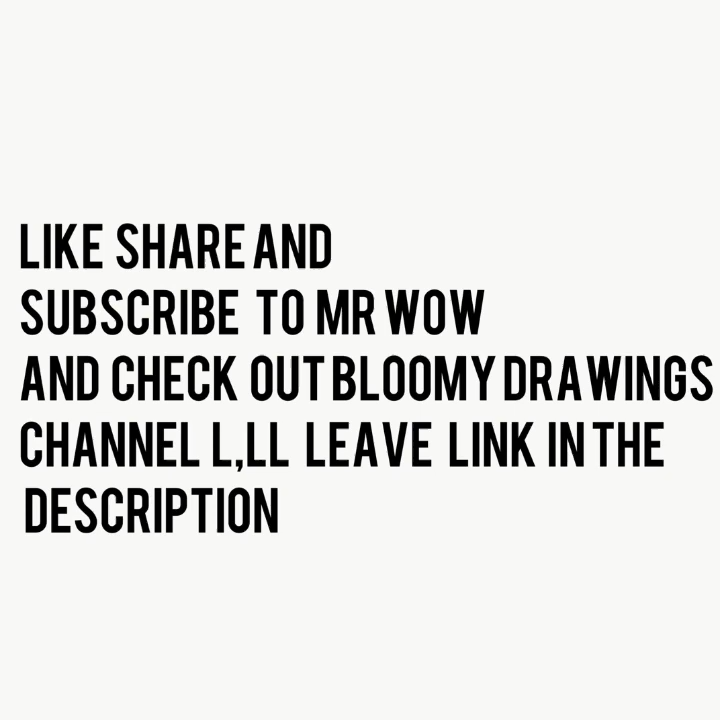 LIKE SHARE AND
SUBSCRIBE TO MR WOW
AND CHECK OUT BLOOMY DRAWINGS
CHANNEL L,LL LEAVE LINK IN THE
DESCRIPTION